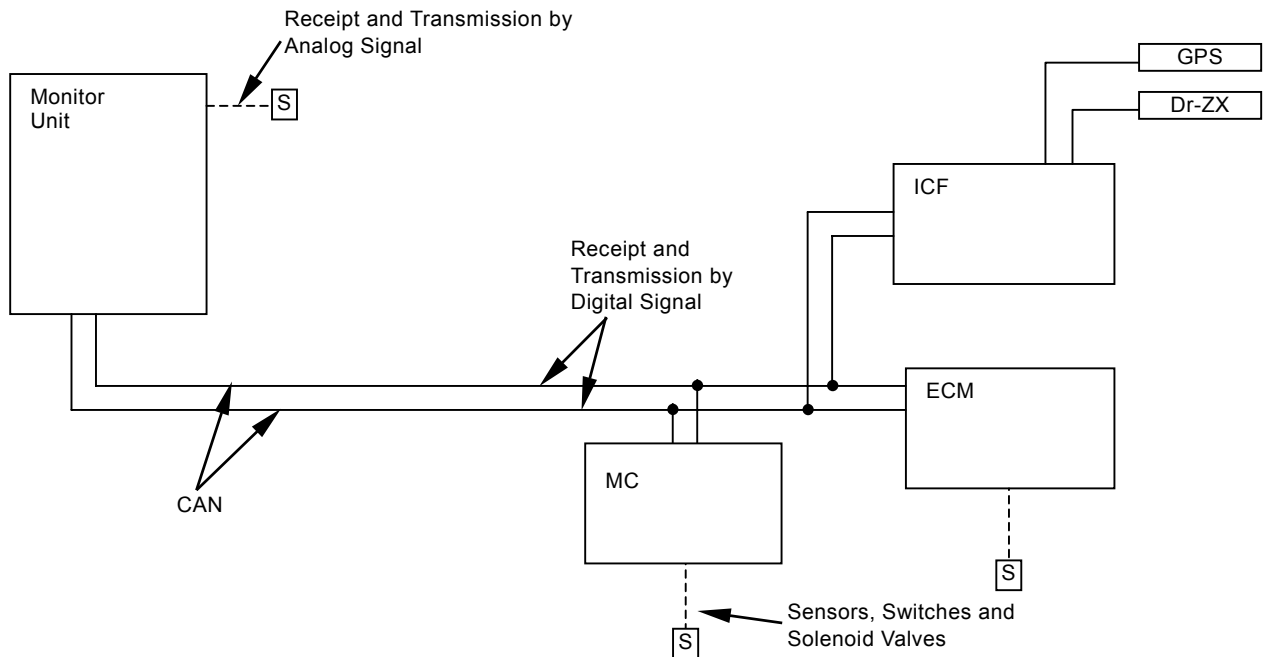 Receipt and Transmission by
Analog Signal
GPS
Monitor
Unit
S
Dr-ZX
ICF
Receipt and
Transmission by
Digital Signal
ECM
MC
CAN
S
Sensors, Switches and
Solenoid Valves
S